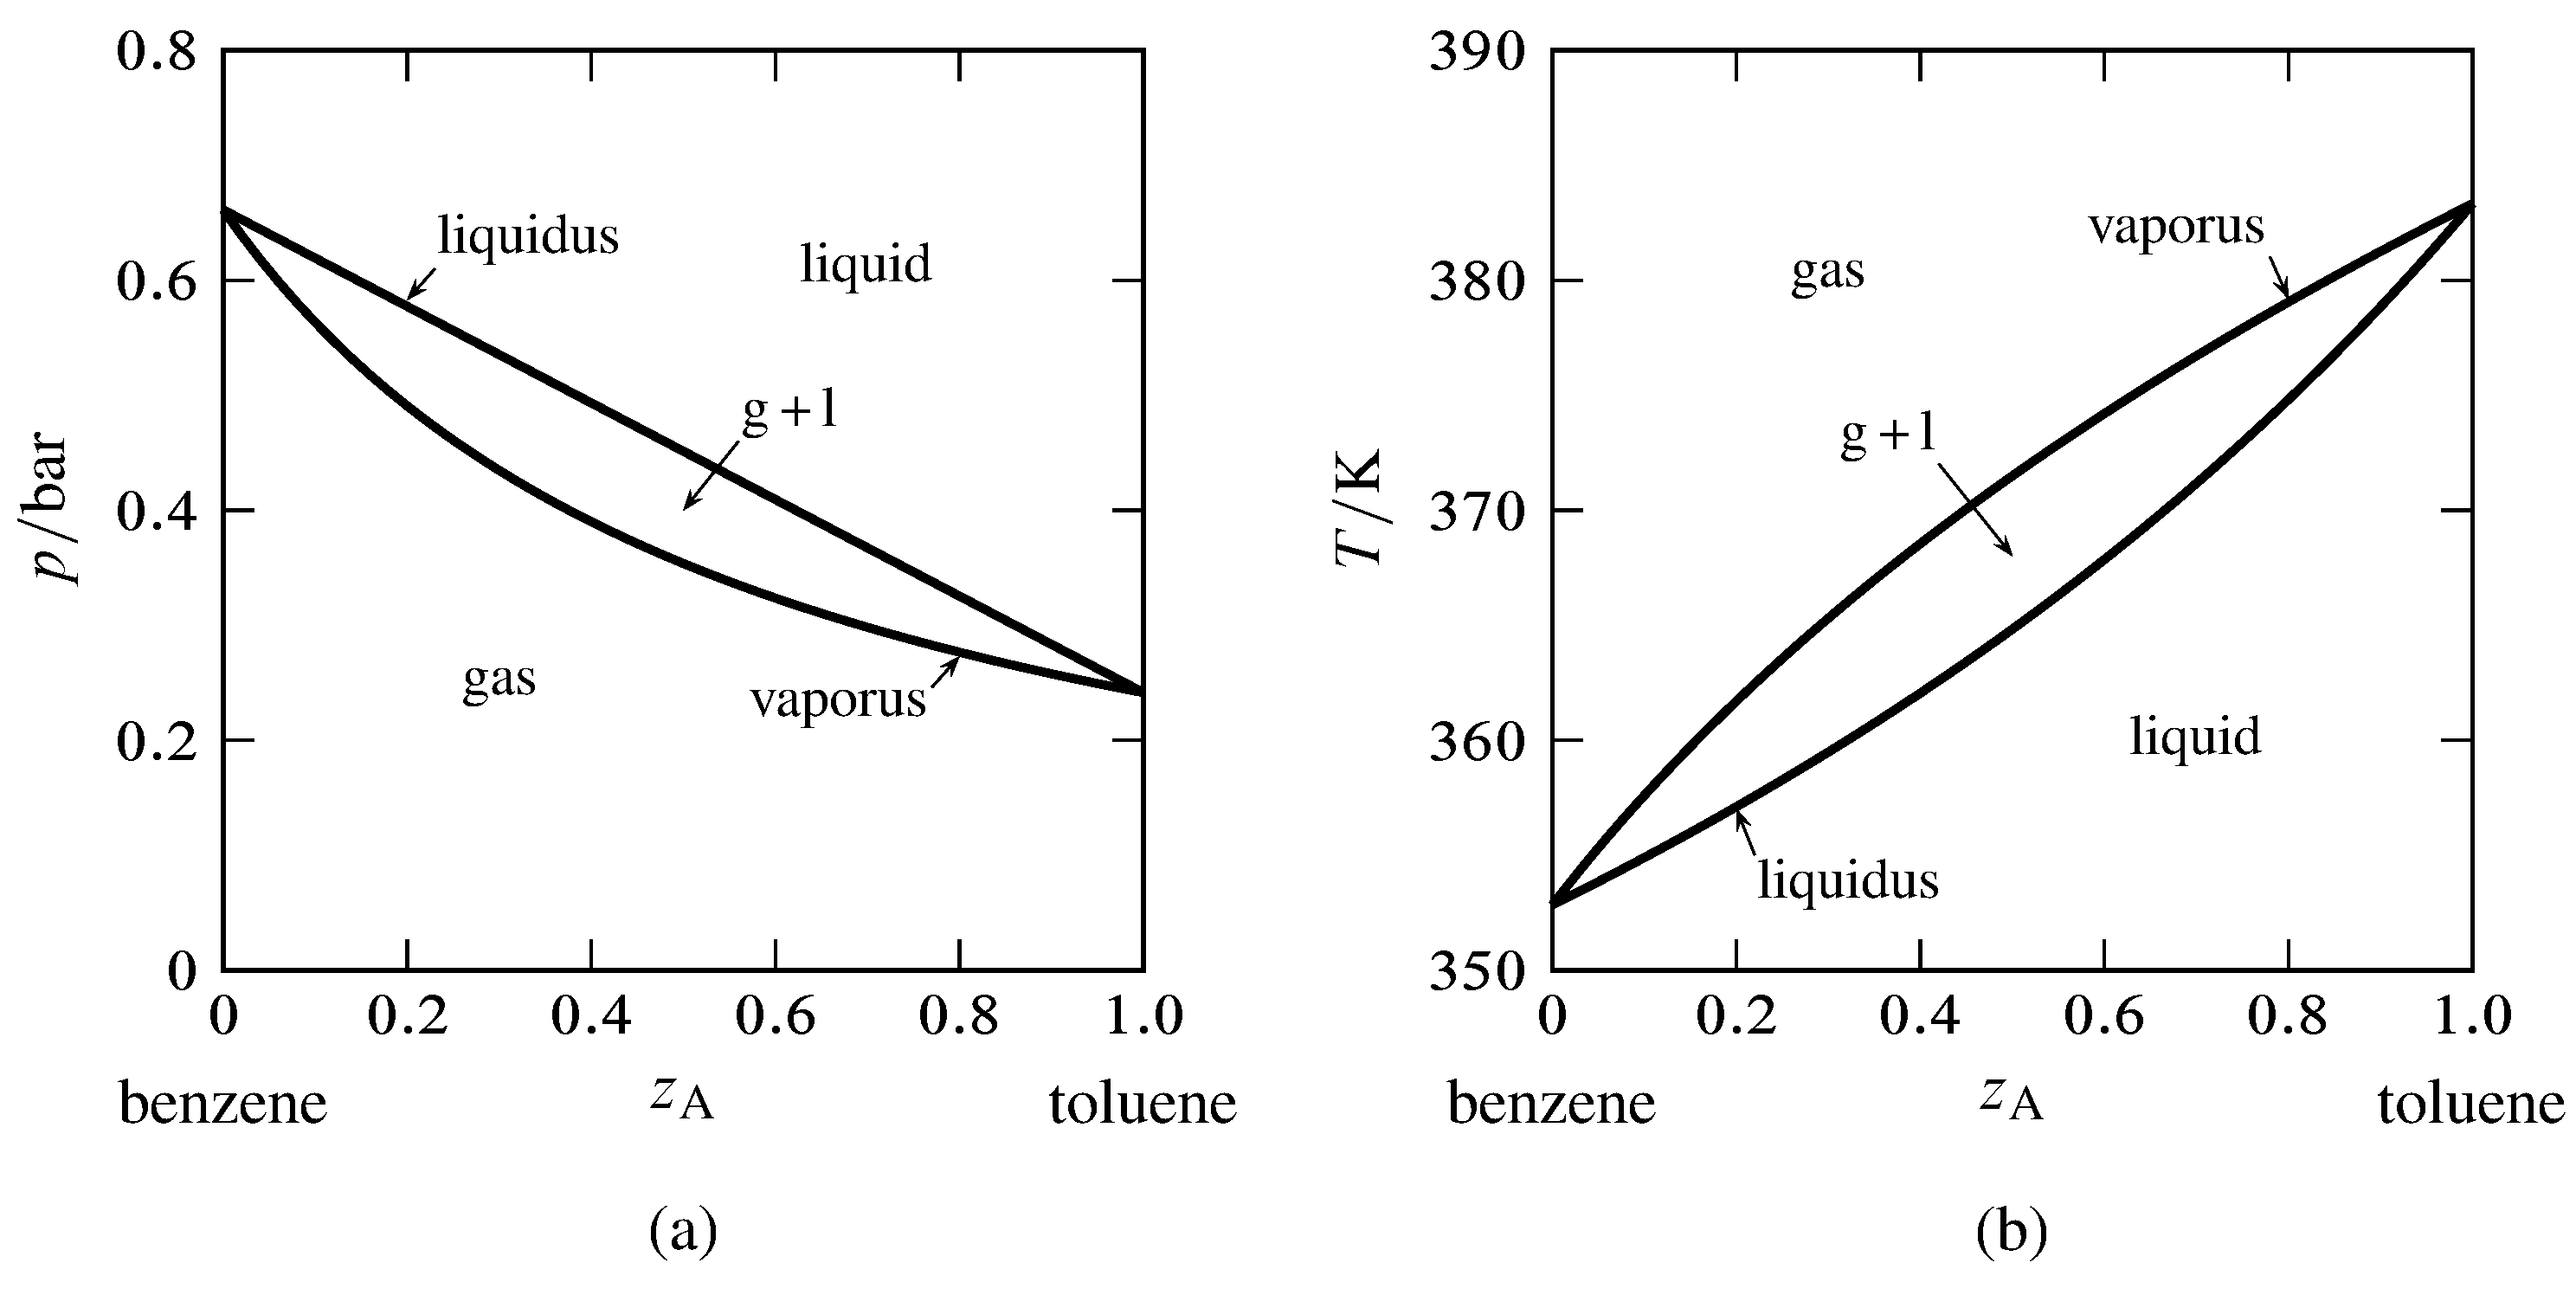 0.8
0.6
0.4
0.2
0
p/bar
liquidus
liquid
g + l
gas
vaporus
0 0.2 0.4 0.6 0.8 1.0
benzene zA toluene
(a)
390
380
370
360
350
T/K
vaporus
gas
g + l
liquid
liquidus
0 0.2 0.4 0.6 0.8 1.0
benzene zA toluene
(b)